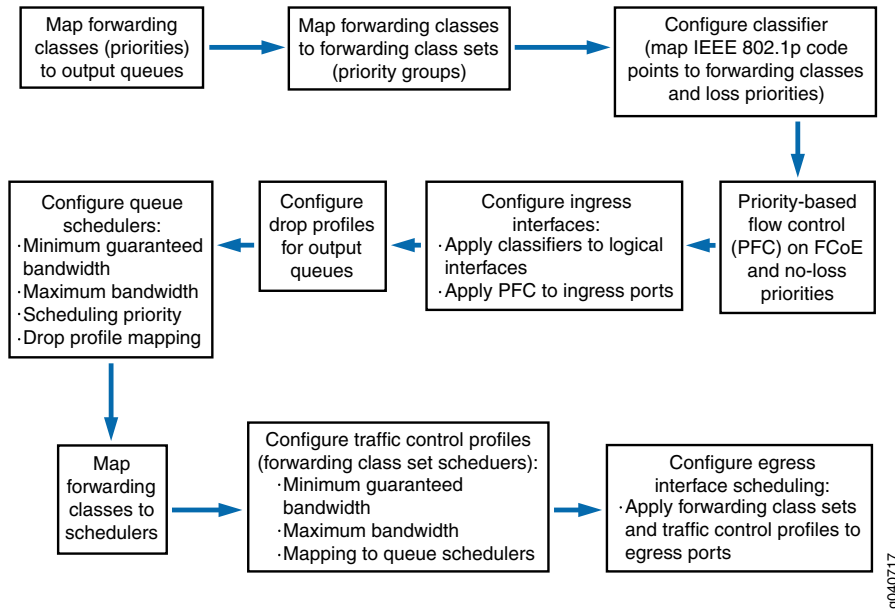 Map forwarding
classes (priorities)
to output queues
Map forwarding classes
to forwarding class sets
(priority groups)
Configure classifier
(map IEEE 802.1p code
points to forwarding classes
and loss priorities)
Priority-based
flow control
(PFC) on FCoE
and no-loss
priorities
Configure ingress
interfaces:
·Apply classifiers to logical
interfaces
·Apply PFC to ingress ports
Configure
drop profiles
for output
queues
Configure queue
schedulers:
·Minimum guaranteed
bandwidth
·Maximum bandwidth
·Scheduling priority
·Drop profile mapping
Map
forwarding
classes to
schedulers
Configure traffic control profiles
(forwarding class set scheduers):
·Minimum guaranteed
bandwidth
·Maximum bandwidth
·Mapping to queue schedulers
Configure egress
interface scheduling:
·Apply forwarding class sets
and traffic control profiles to
egress ports
g040717